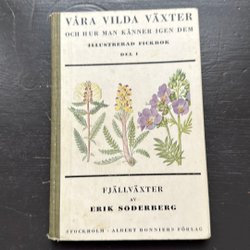 VÅRA VILDA VÄXTER
OCH HUR MAN KÄNNER IGEN DEM
ILLUSTRERAD FICKBOK
DEL I
FJÄLLVÄXTER
AV
ERIK SÖDERBERG
STOCKHOLM · ALBERT BONNIERS FÖRLAG